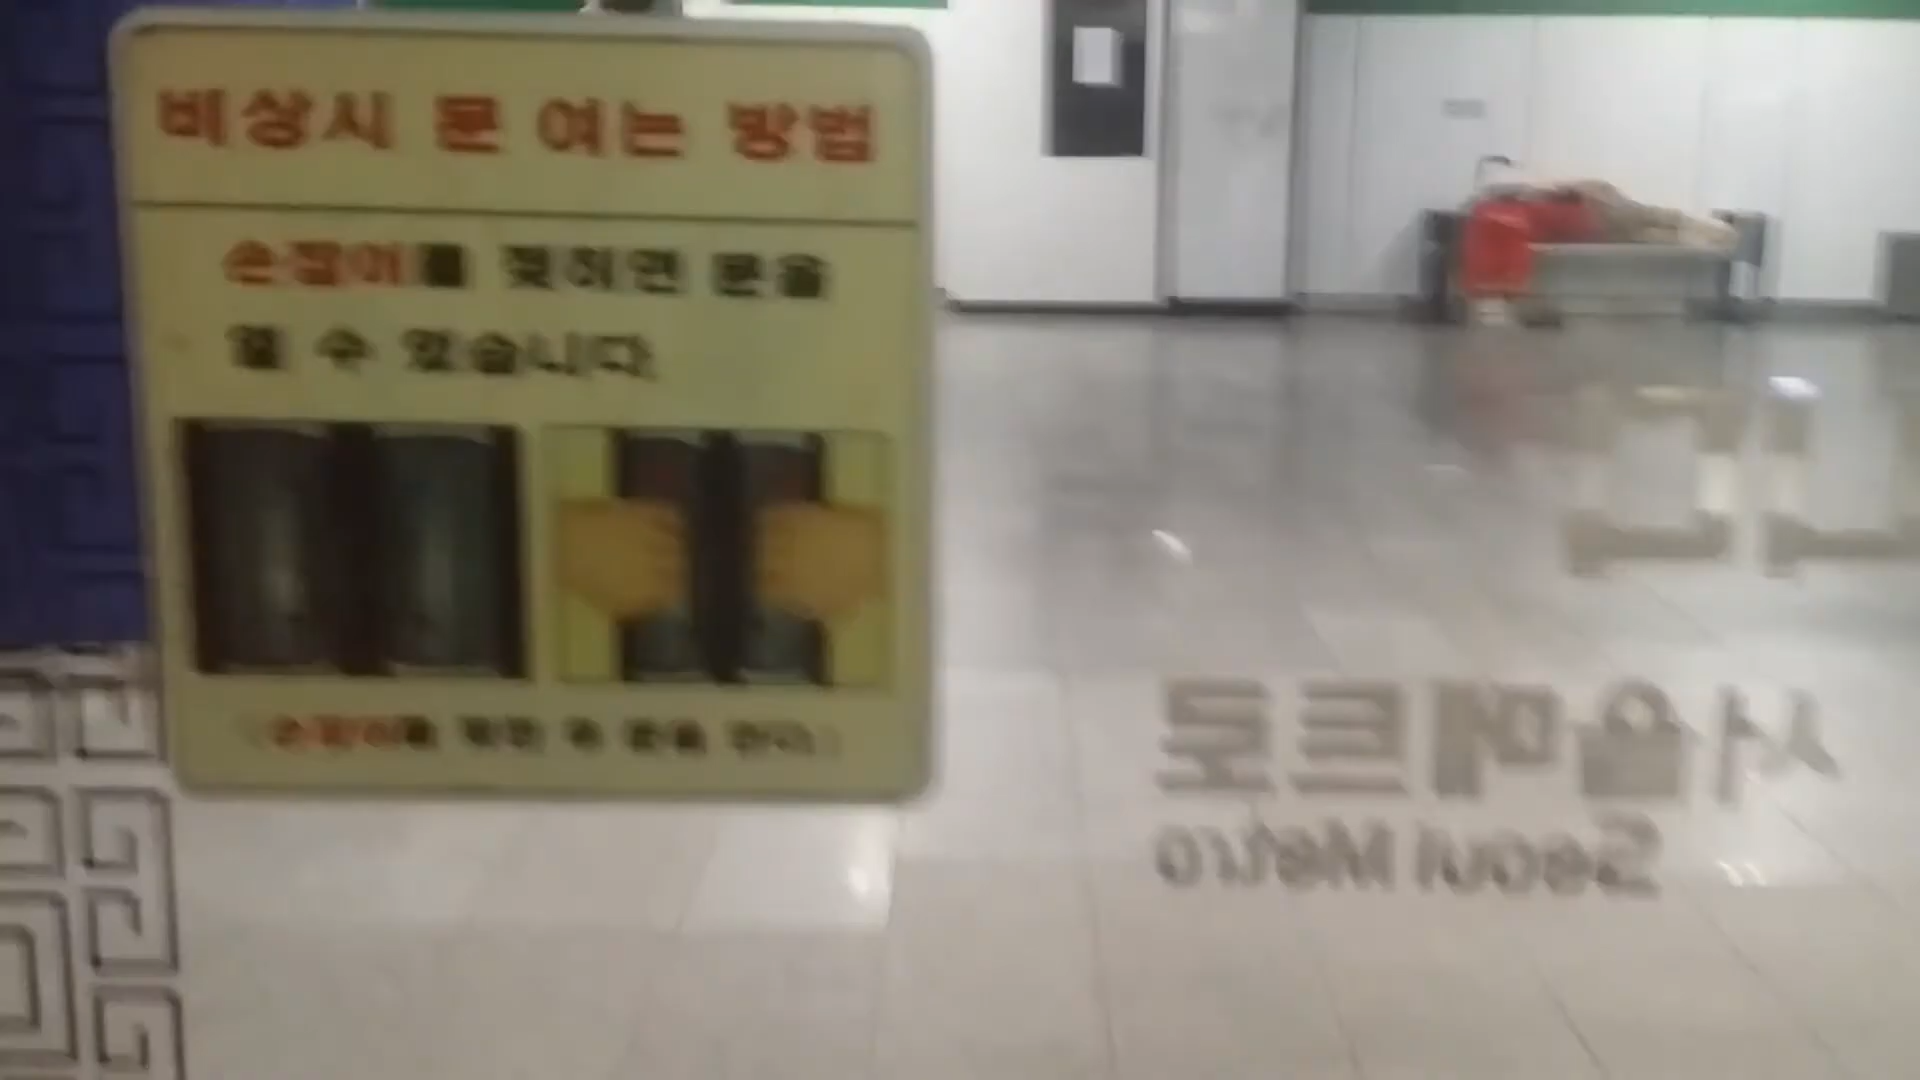 비상시 문 여는 방법
손잡이를 젖히면 문을
열 수 있습니다
서울메트로
Seoul Metro